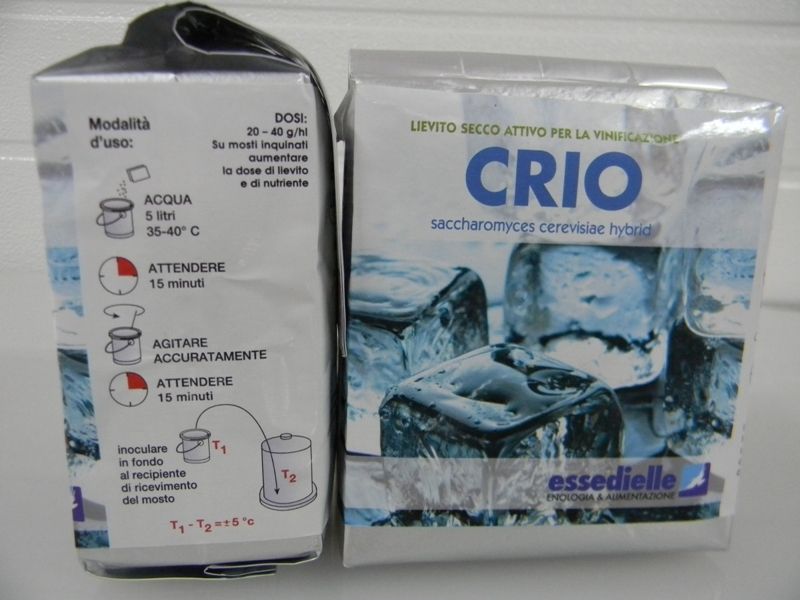 Modalità
d'uso:
DOSI:
20 – 40 g/hl
Su mosti inquinati
aumentare
la dose di lievito
e di nutriente
ACQUA
5 litri
35-40° C
ATTENDERE
15 minuti
AGITARE
ACCURATAMENTE
ATTENDERE
15 minuti
inoculare
in fondo
al recipiente
di ricevimento
del mosto
T1
T2
T1 - T2 = ±5 °c
LIEVITO SECCO ATTIVO PER LA VINIFICAZIONE
CRIO
saccharomyces cerevisiae hybrid
essedielle
ENOLOGIA & ALIMENTAZIONE